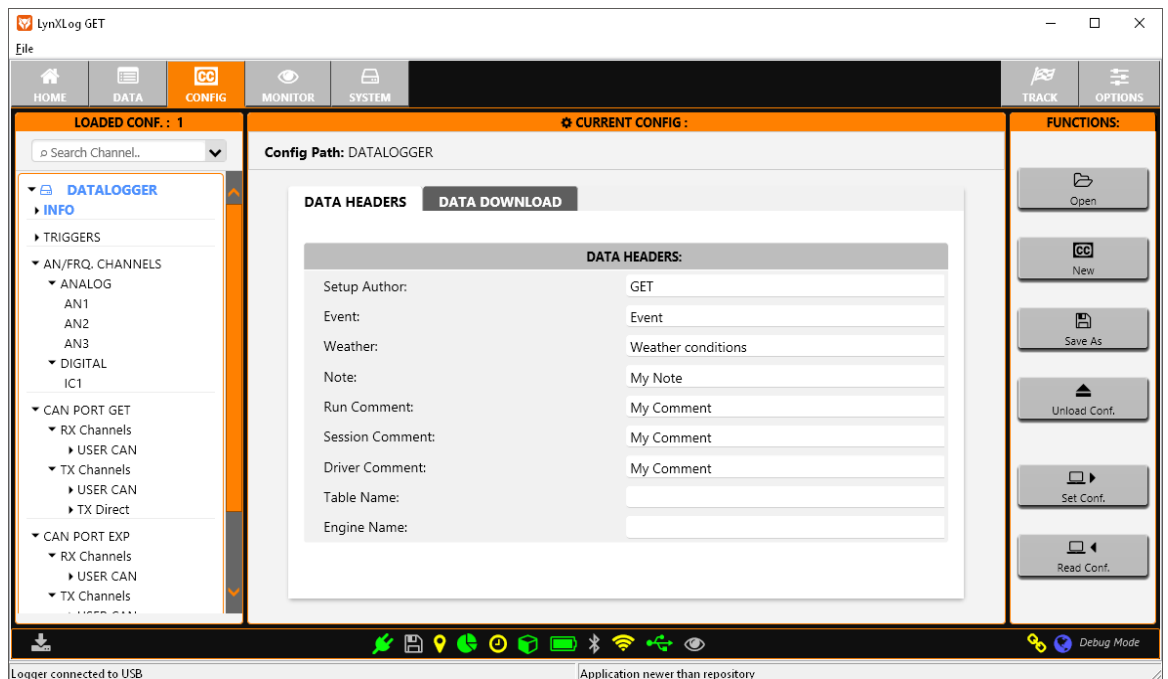 LynXLog GET
File
HOME DATA CONFIG MONITOR SYSTEM TRACK OPTIONS
LOADED CONF. : 1
Search Channel..
DATALOGGER
INFO
TRIGGERS
AN/FRQ. CHANNELS
ANALOG
AN1
AN2
AN3
DIGITAL
IC1
CAN PORT GET
RX Channels
USER CAN
TX Channels
USER CAN
TX Direct
CAN PORT EXP
RX Channels
USER CAN
TX Channels
CURRENT CONFIG :
Config Path: DATALOGGER
DATA HEADERS DATA DOWNLOAD
DATA HEADERS:
Setup Author: GET
Event: Event
Weather: Weather conditions
Note: My Note
Run Comment: My Comment
Session Comment: My Comment
Driver Comment: My Comment
Table Name:
Engine Name:
FUNCTIONS:
Open
CC
New
Save As
Unload Conf.
Set Conf.
Read Conf.
Debug Mode
Logger connected to USB Application newer than repository